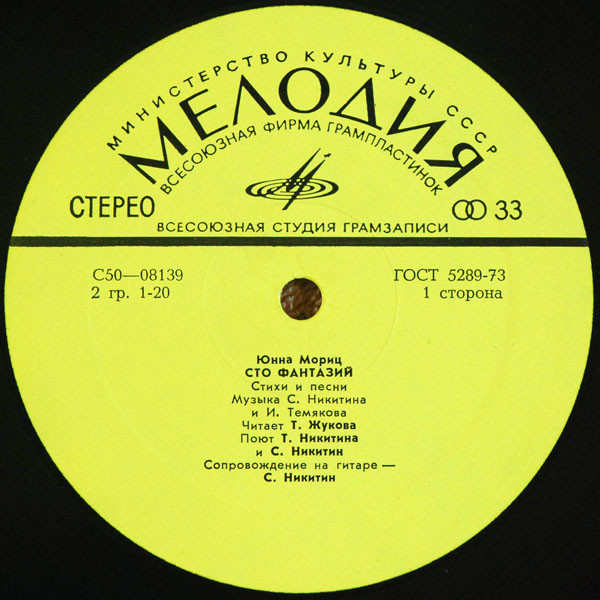 МИНИСТЕРСТВО КУЛЬТУРЫ СССР
МЕЛОДИЯ
ВСЕСОЮЗНАЯ ФИРМА ГРАМПЛАСТИНОК
СТЕРЕО
33
ВСЕСОЮЗНАЯ СТУДИЯ ГРАМЗАПИСИ
С50—08139
ГОСТ 5289-73
2 гр. 1-20
1 сторона
Юнна Мориц
СТО ФАНТАЗИЙ
Стихи и песни
Музыка С. Никитина
и И. Темякова
Читает Т. Жукова
Поют Т. Никитина
и С. Никитин
Сопровождение на гитаре —
С. Никитин